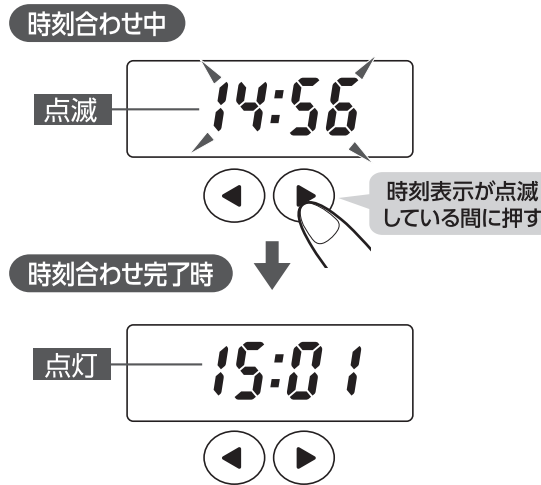 時刻合わせ中
点滅
14:56
時刻表示が点滅
している間に押す
時刻合わせ完了時
点灯
15:01